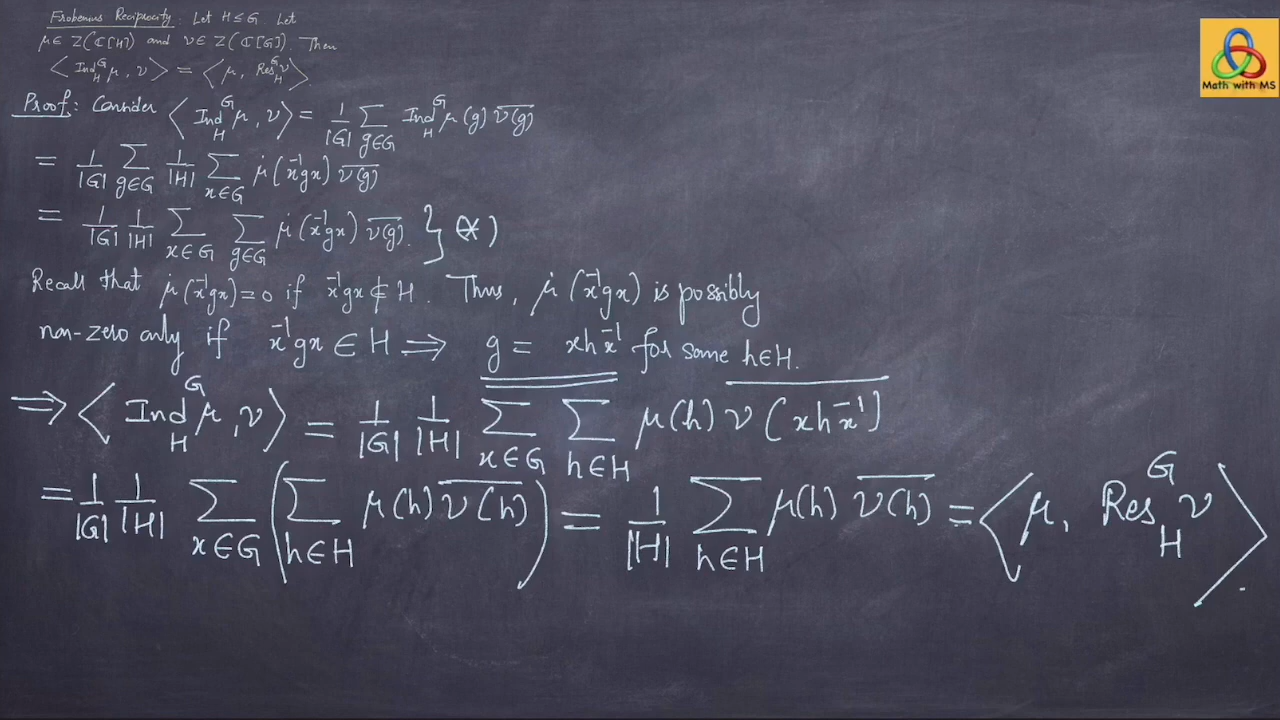 Frobenius Reciprocity. Let H ≤ G. Let
μ ∈ Z(ℂ[H]) and ν ∈ Z(ℂ[G]). Then
⟨Ind_H^G μ, ν⟩ = ⟨μ, Res_H^G ν⟩.
Math with MS
Proof: Consider ⟨Ind_H^G μ, ν⟩ = 1/|G| ∑_{g∈G} Ind_H^G μ(g) \overline{ν(g)}
= 1/|G| ∑_{g∈G} 1/|H| ∑_{x∈G} μ̇(x⁻¹gx) \overline{ν(g)}
= 1/|G| 1/|H| ∑_{x∈G} ∑_{g∈G} μ̇(x⁻¹gx) \overline{ν(g)}. } (*)
Recall that μ̇(x⁻¹gx) = 0 if x⁻¹gx ∉ H. Thus, μ̇(x⁻¹gx) is possibly
non-zero only if x⁻¹gx ∈ H ⟹ g = xhx⁻¹ for some h∈H.
⟹ ⟨Ind_H^G μ, ν⟩ = 1/|G| 1/|H| ∑_{x∈G} ∑_{h∈H} μ(h) \overline{ν(xhx⁻¹)}
= 1/|G| 1/|H| ∑_{x∈G} (∑_{h∈H} μ(h) \overline{ν(h)}) = 1/|H| ∑_{h∈H} μ(h) \overline{ν(h)} = ⟨μ, Res_H^G ν⟩.